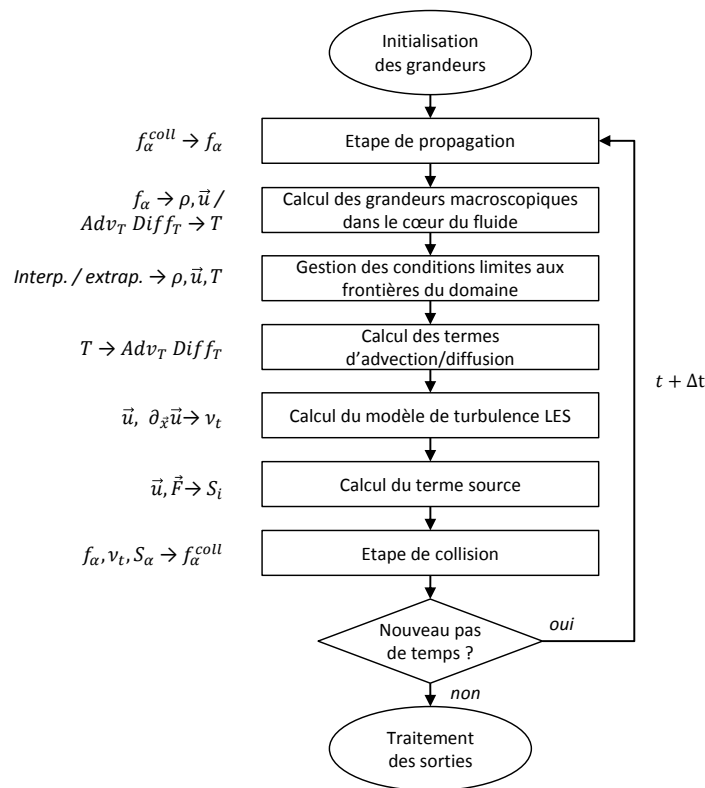 Initialisation
des grandeurs
f_α^{coll} → f_α
Etape de propagation
f_α → ρ, u⃗ /
Adv_T Diff_T → T
Calcul des grandeurs macroscopiques
dans le cœur du fluide
Interp. / extrap. → ρ, u⃗, T
Gestion des conditions limites aux
frontières du domaine
T → Adv_T Diff_T
Calcul des termes
d’advection/diffusion
u⃗, ∂_{x⃗}u⃗ → ν_t
Calcul du modèle de turbulence LES
t + Δt
u⃗, F⃗ → S_i
Calcul du terme source
f_α, ν_t, S_α → f_α^{coll}
Etape de collision
Nouveau pas
de temps ?
oui
non
Traitement
des sorties